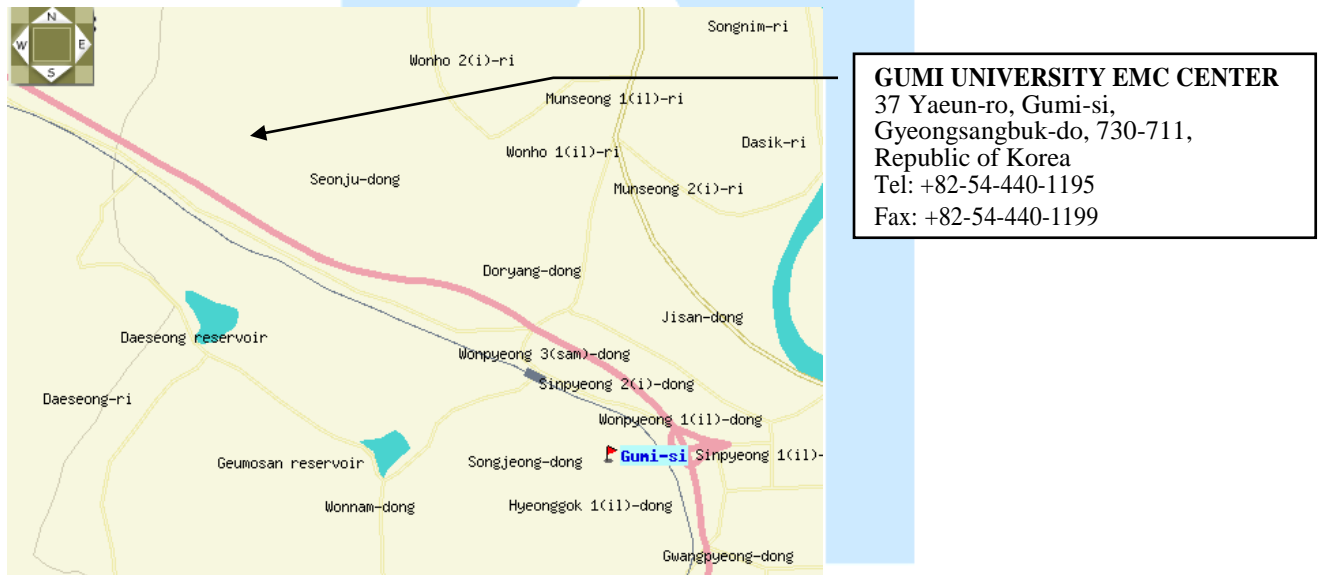 N
Songnim-ri
W
E
Wonho 2(i)-ri
S
GUMI UNIVERSITY EMC CENTER
37 Yaeun-ro, Gumi-si,
Gyeongsangbuk-do, 730-711,
Republic of Korea
Tel: +82-54-440-1195
Fax: +82-54-440-1199
Munseong 1(il)-ri
Dasik-ri
Wonho 1(il)-ri
Seonju-dong
Munseong 2(i)-ri
Doryang-dong
Jisan-dong
Daeseong reservoir
Wonpyeong 3(sam)-dong
Sinpyeong 2(i)-dong
Daeseong-ri
Wonpyeong 1(il)-dong
Gumi-si
Sinpyeong 1(il)-
Geumosan reservoir
Songjeong-dong
Wonnam-dong
Hyeonggok 1(il)-dong
Gwangpyeong-dong